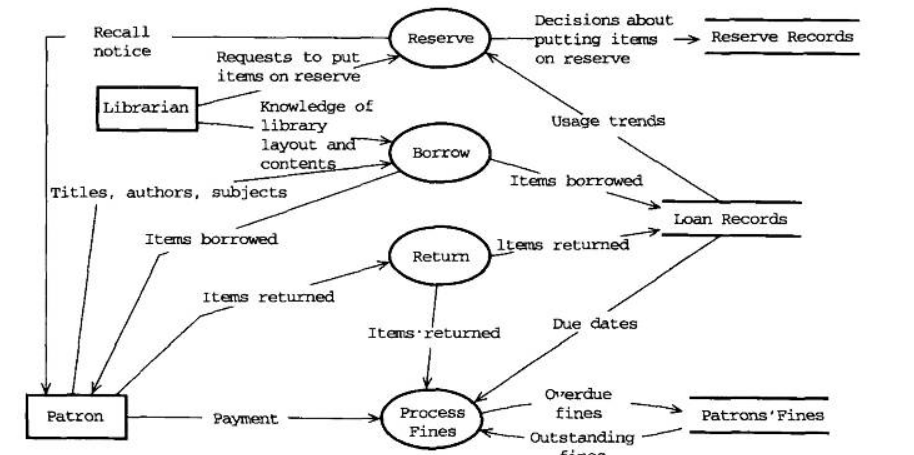 Recall
notice
Reserve
Decisions about
putting items
on reserve
Reserve Records
Requests to put
items on reserve
Librarian
Knowledge of
library
layout and
contents
Usage trends
Borrow
Titles, authors, subjects
Items borrowed
Loan Records
Items borrowed
Return
Items returned
Items returned
Items returned
Due dates
Patron
Payment
Process
Fines
Overdue
fines
Patrons' Fines
Outstanding
fines